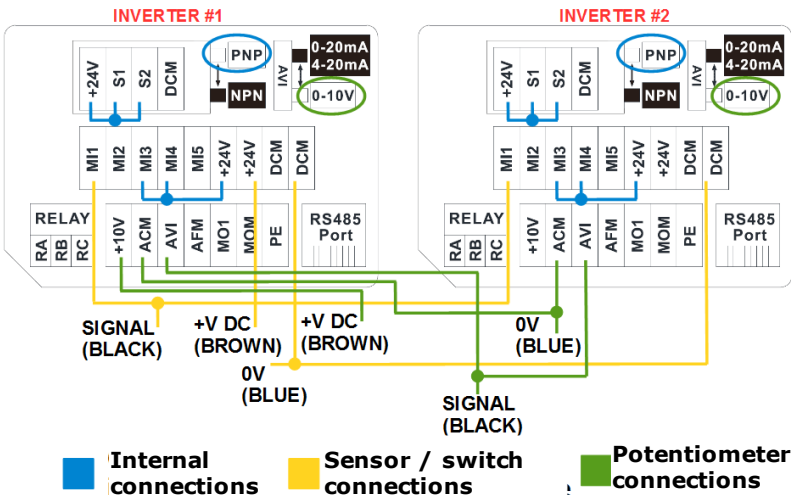 INVERTER #1
INVERTER #2
+24V
S1
S2
DCM
PNP
NPN
AVI
0-20mA
4-20mA
0-10V
+24V
S1
S2
DCM
PNP
NPN
AVI
0-20mA
4-20mA
0-10V
MI1
MI2
MI3
MI4
MI5
+24V
+24V
DCM
DCM
MI1
MI2
MI3
MI4
MI5
+24V
+24V
DCM
DCM
RELAY
RA
RB
RC
+10V
ACM
AVI
AFM
MO1
MOM
PE
RS485
Port
RELAY
RA
RB
RC
+10V
ACM
AVI
AFM
MO1
MOM
PE
RS485
Port
SIGNAL
(BLACK)
+V DC
(BROWN)
+V DC
(BROWN)
0V
(BLUE)
0V
(BLUE)
SIGNAL
(BLACK)
Internal
connections
Sensor / switch
connections
Potentiometer
connections